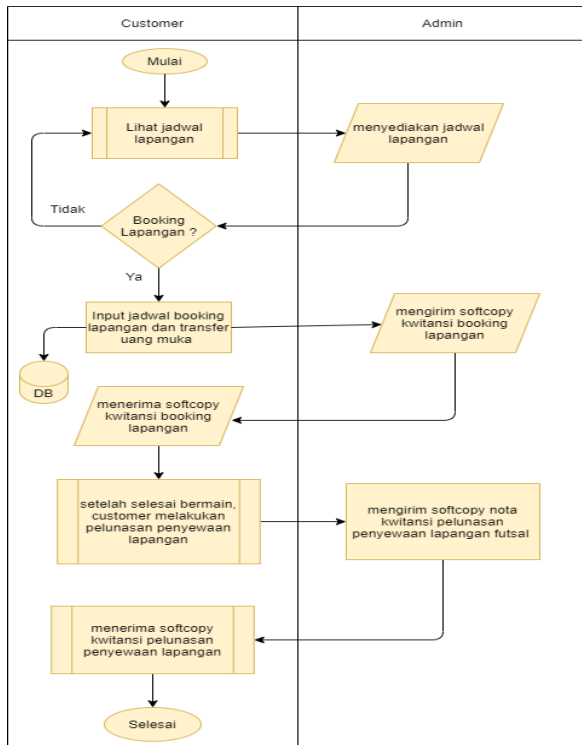 Customer
Admin
Mulai
Lihat jadwal
lapangan
menyediakan jadwal
lapangan
Tidak
Booking
Lapangan ?
Ya
Input jadwal booking
lapangan dan transfer
uang muka
mengirim softcopy
kwitansi booking
lapangan
DB
menerima softcopy
kwitansi booking
lapangan
setelah selesai bermain,
customer melakukan
pelunasan penyewaan
lapangan
mengirim softcopy nota
kwitansi pelunasan
penyewaan lapangan futsal
menerima softcopy
kwitansi pelunasan
penyewaan lapangan
Selesai